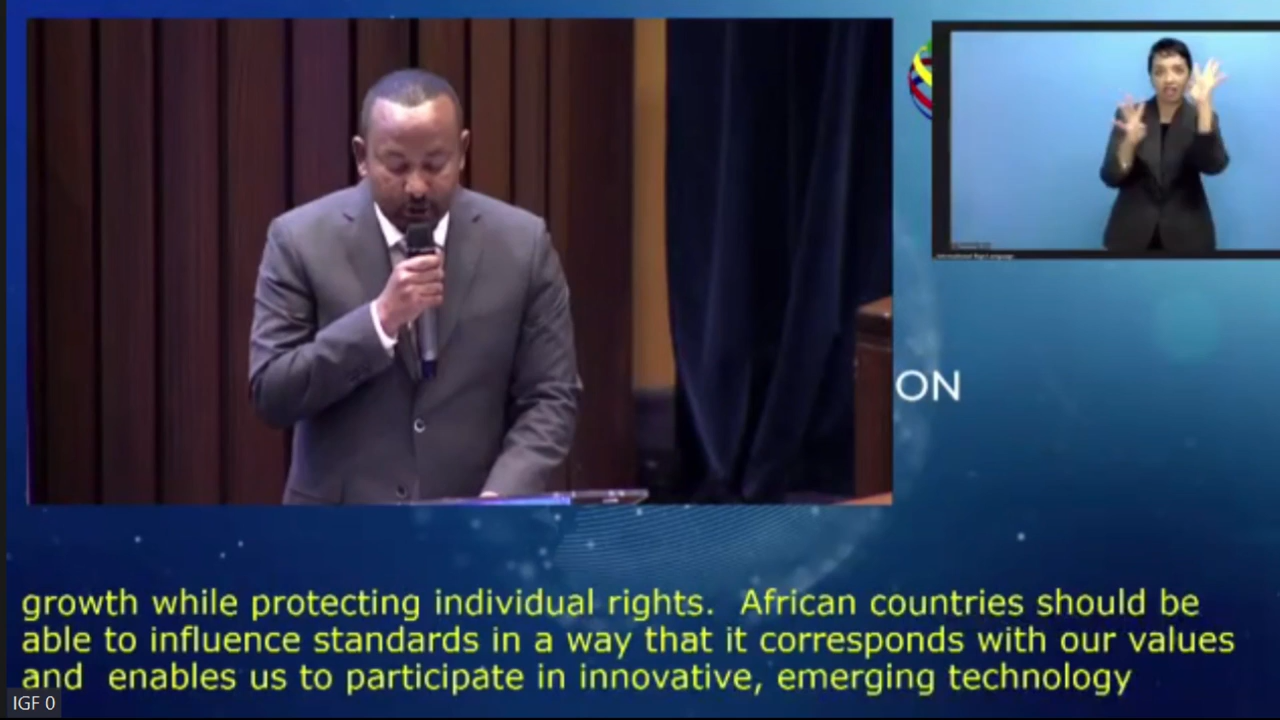 ON
growth while protecting individual rights.  African countries should be
able to influence standards in a way that it corresponds with our values
and  enables us to participate in innovative, emerging technology
IGF 0